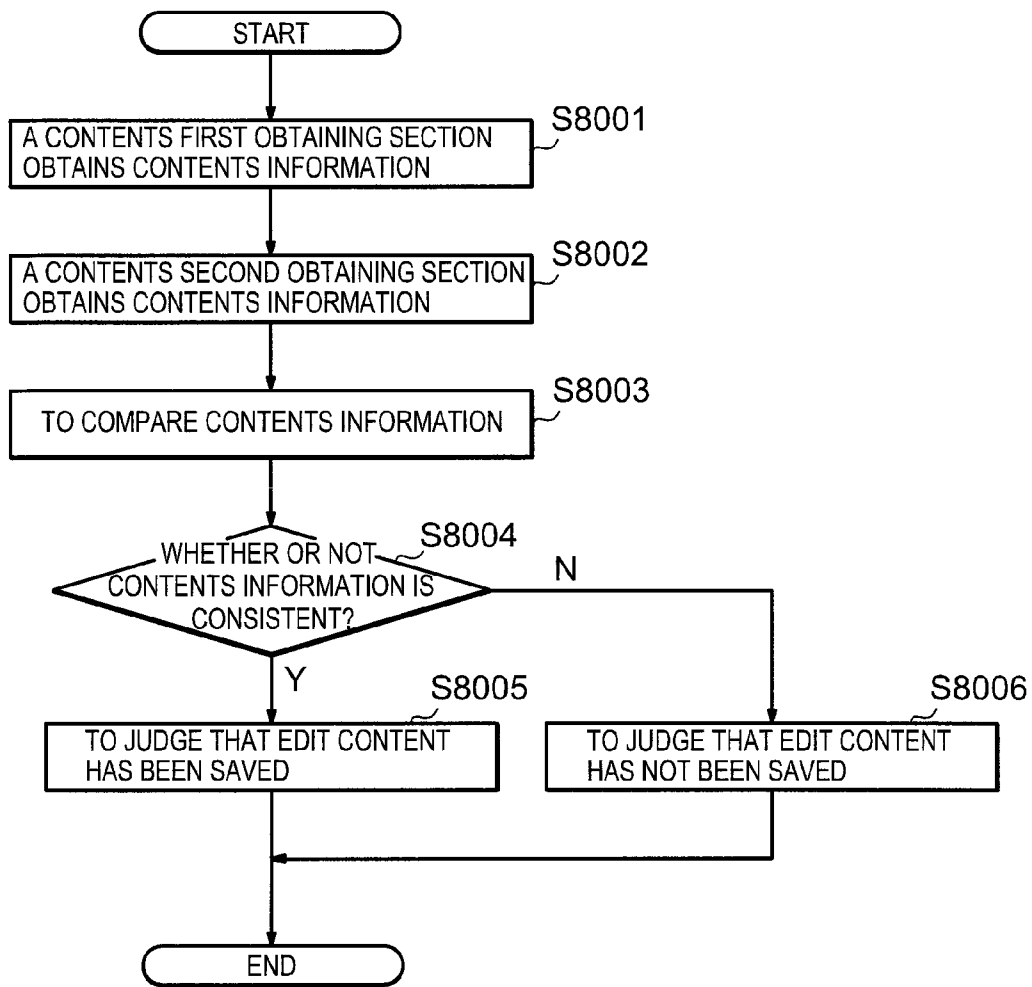 START
S8001
A CONTENTS FIRST OBTAINING SECTION
OBTAINS CONTENTS INFORMATION
S8002
A CONTENTS SECOND OBTAINING SECTION
OBTAINS CONTENTS INFORMATION
S8003
TO COMPARE CONTENTS INFORMATION
S8004
WHETHER OR NOT
CONTENTS INFORMATION IS
CONSISTENT?
N
Y
S8005
TO JUDGE THAT EDIT CONTENT
HAS BEEN SAVED
S8006
TO JUDGE THAT EDIT CONTENT
HAS NOT BEEN SAVED
END